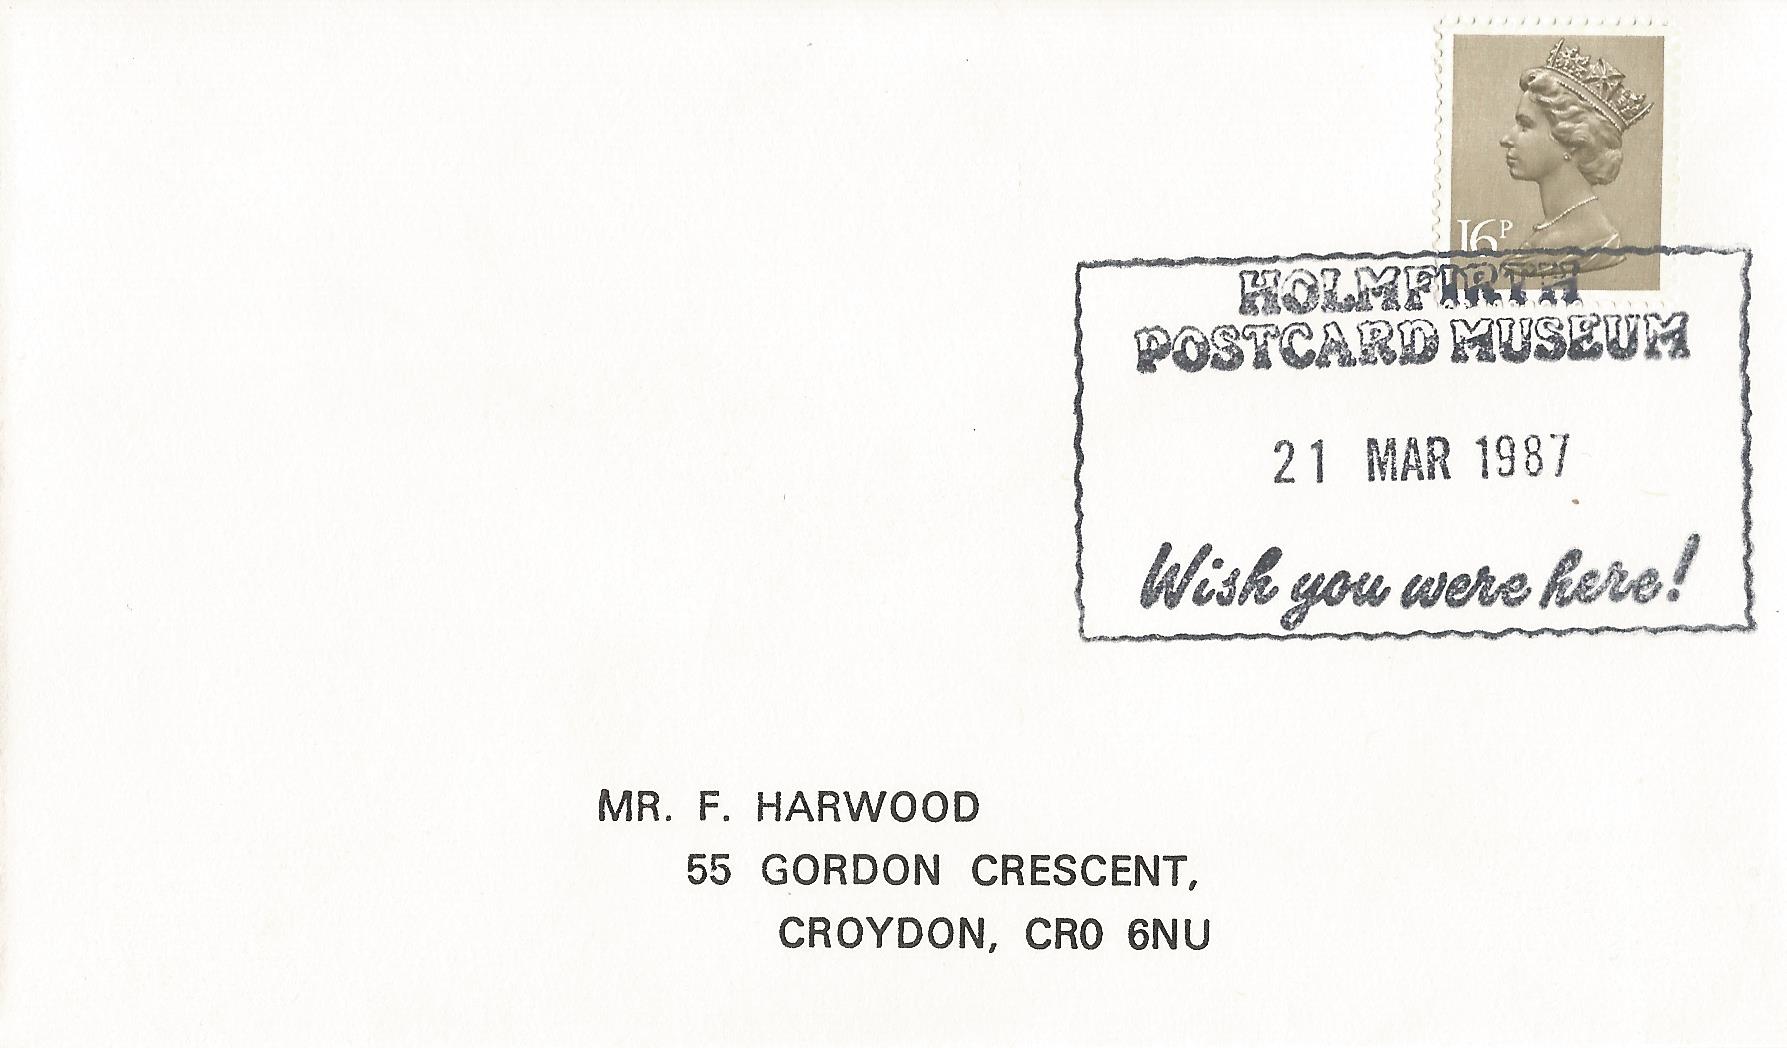 16P
HOLMFIRTH
POSTCARD MUSEUM
21 MAR 1987
Wish you were here!
MR. F. HARWOOD
55 GORDON CRESCENT,
CROYDON, CR0 6NU